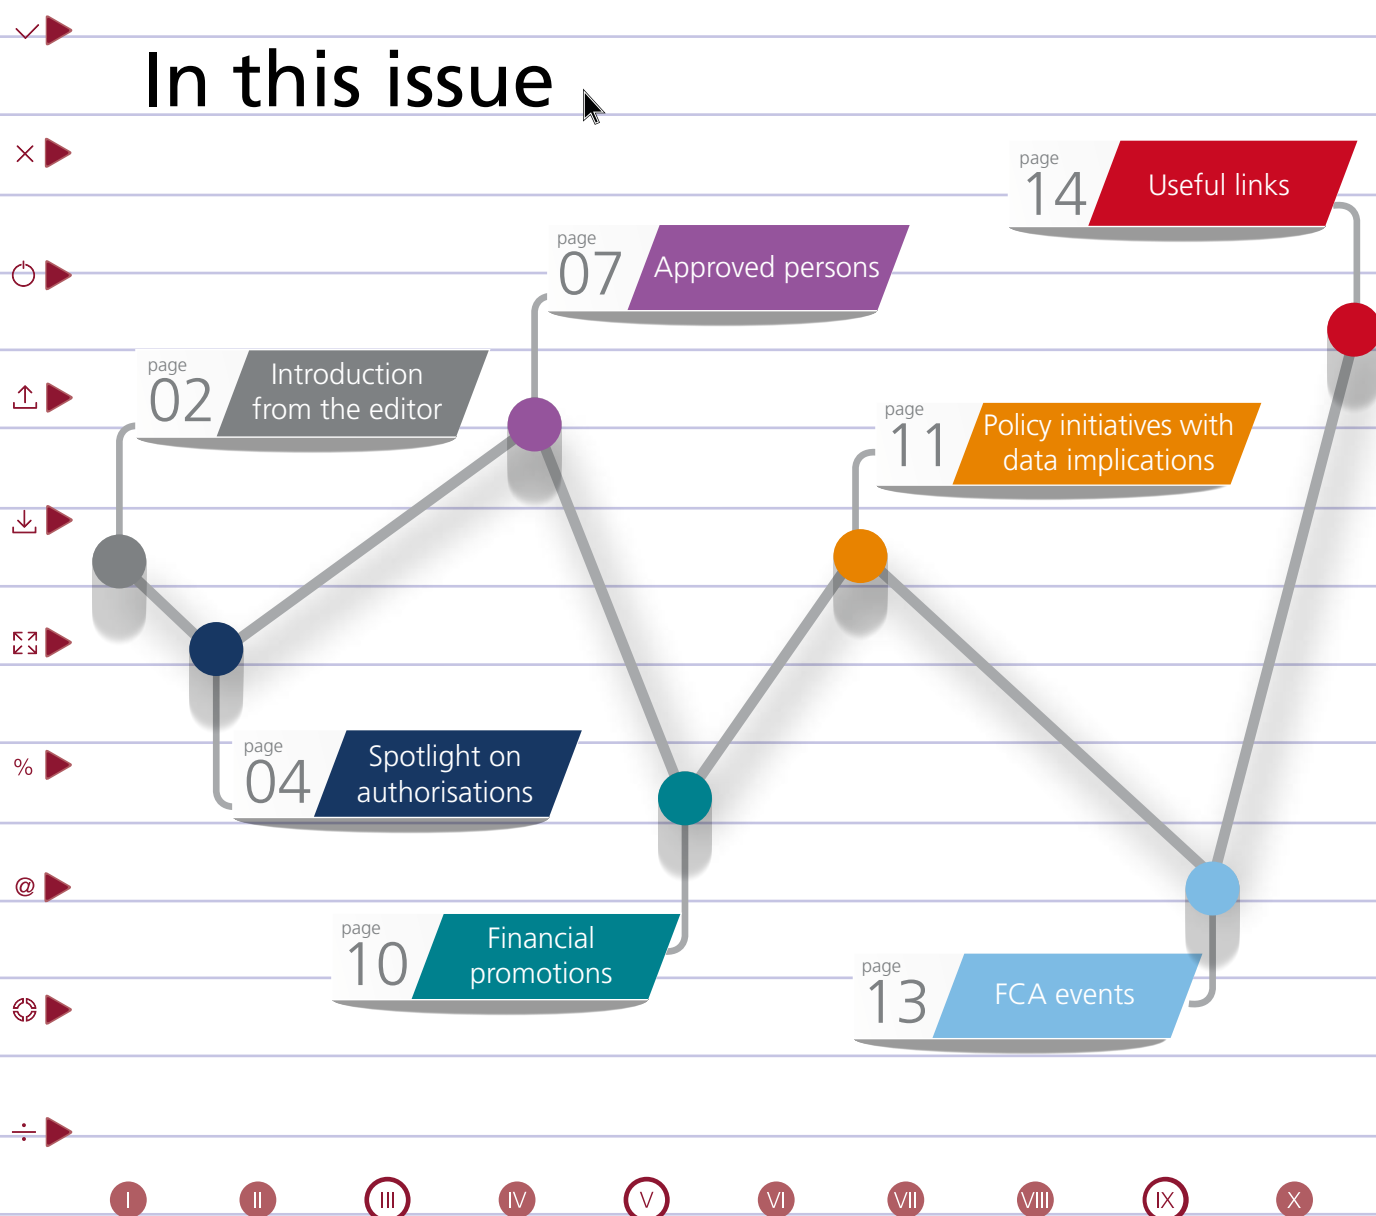 In this issue
page
14
Useful links
page
07
Approved persons
page
02
Introduction
from the editor
page
11
Policy initiatives with
data implications
page
04
Spotlight on
authorisations
page
10
Financial
promotions
page
13
FCA events
%
@
÷
I
II
III
IV
V
VI
VII
VIII
IX
X